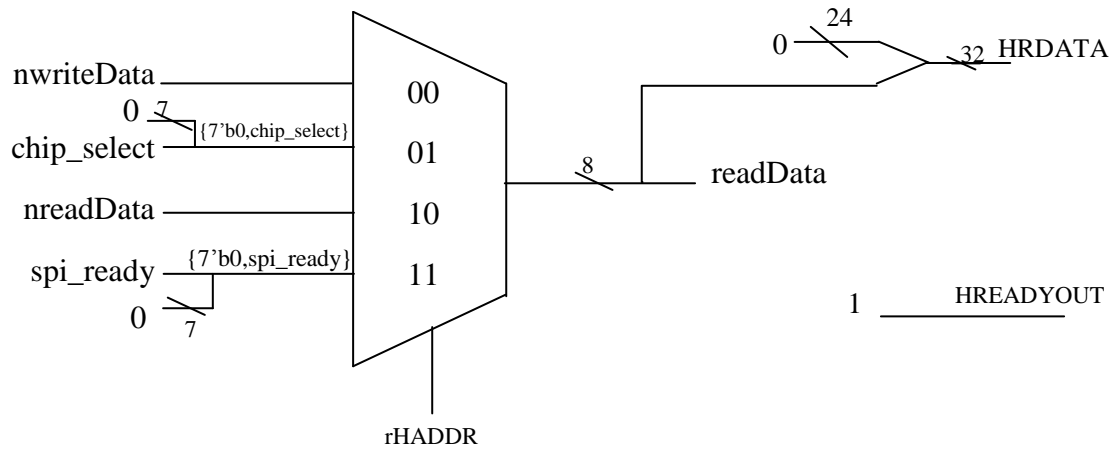 24
0
32
HRDATA
nwriteData
00
0
7
{7’b0,chip_select}
chip_select
01
8
readData
nreadData
10
{7’b0,spi_ready}
spi_ready
11
0
7
1
HREADYOUT
rHADDR